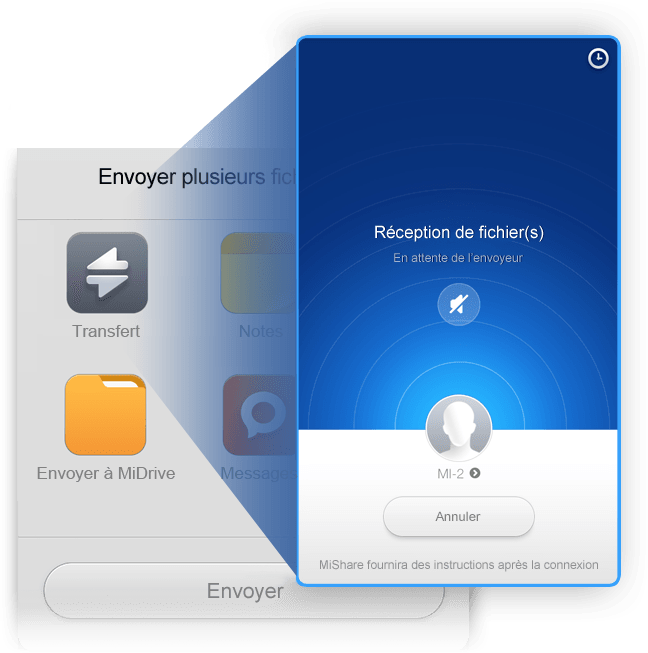 Envoyer plusieurs fich
Transfert
Notes
Envoyer à MiDrive
Messages
Envoyer
Réception de fichier(s)
En attente de l'envoyeur
MI-2
Annuler
MiShare fournira des instructions après la connexion